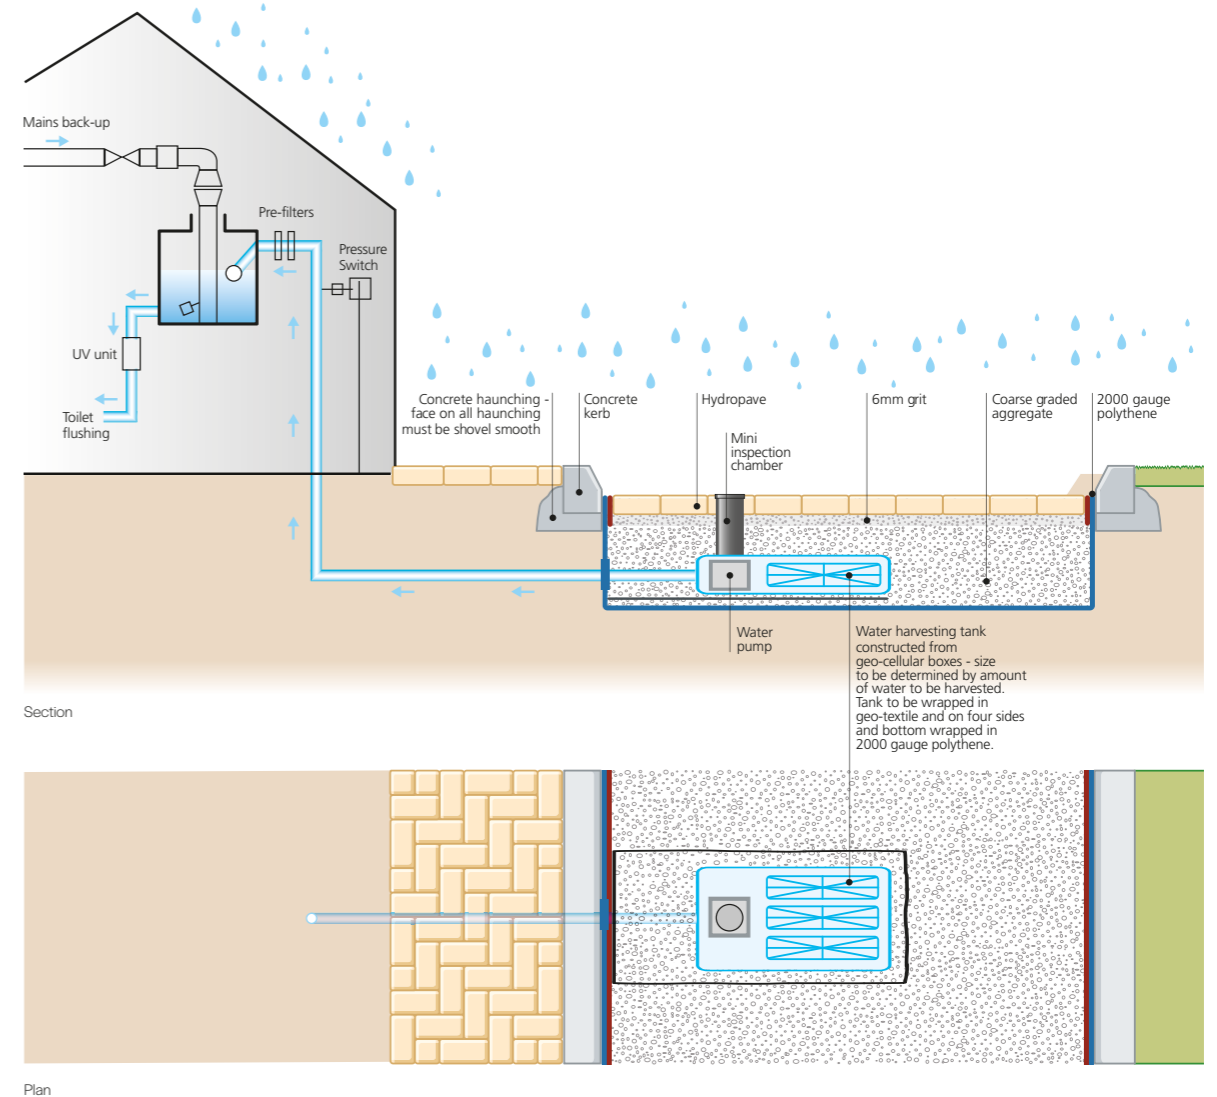 Mains back-up
Pre-filters
Pressure
Switch
UV unit
Toilet
flushing
Concrete haunching -
face on all haunching
must be shovel smooth
Concrete
kerb
Hydropave
Mini
inspection
chamber
6mm grit
Coarse graded
aggregate
2000 gauge
polythene
Water
pump
Water harvesting tank
constructed from
geo-cellular boxes - size
to be determined by amount
of water to be harvested.
Tank to be wrapped in
geo-textile and on four sides
and bottom wrapped in
2000 gauge polythene.
Section
Plan